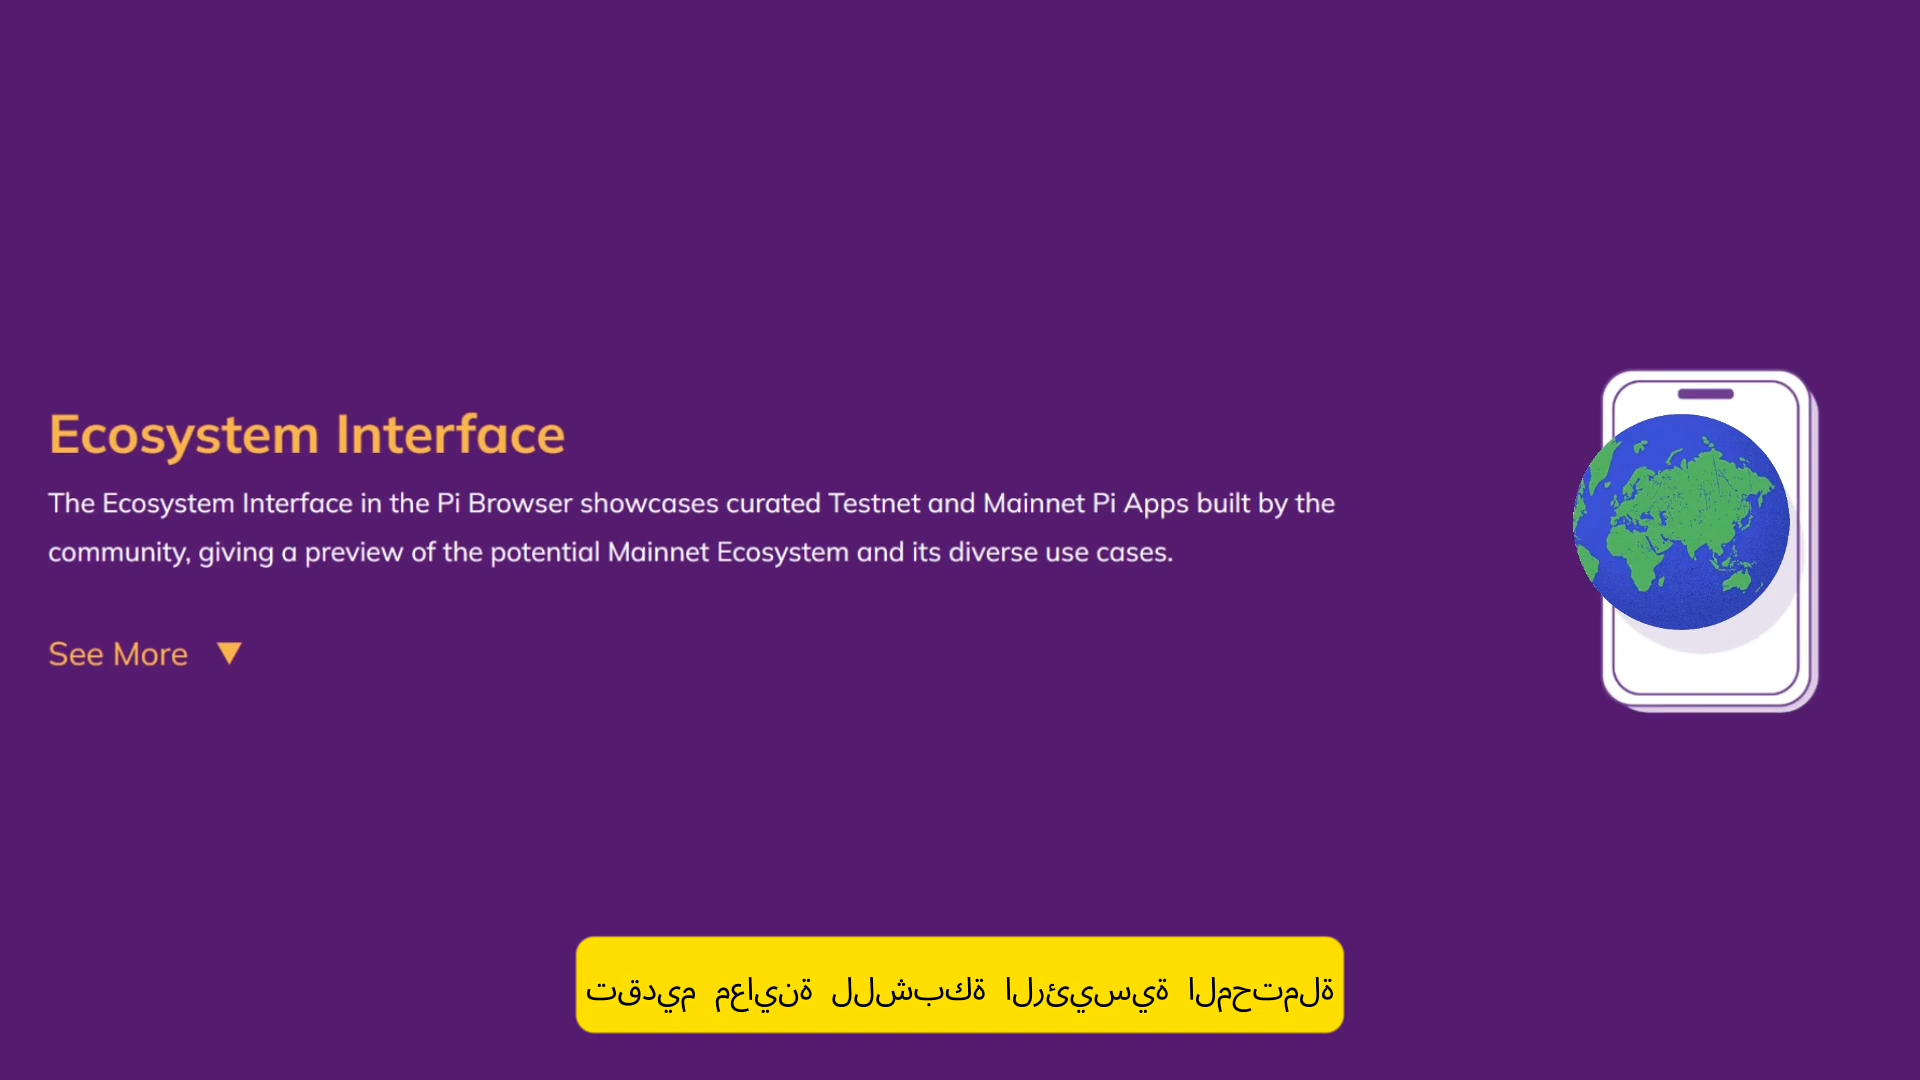 Ecosystem Interface
The Ecosystem Interface in the Pi Browser showcases curated Testnet and Mainnet Pi Apps built by the
community, giving a preview of the potential Mainnet Ecosystem and its diverse use cases.
See More ▼
تقديم معاينة للشبكة الرئيسية المحتملة